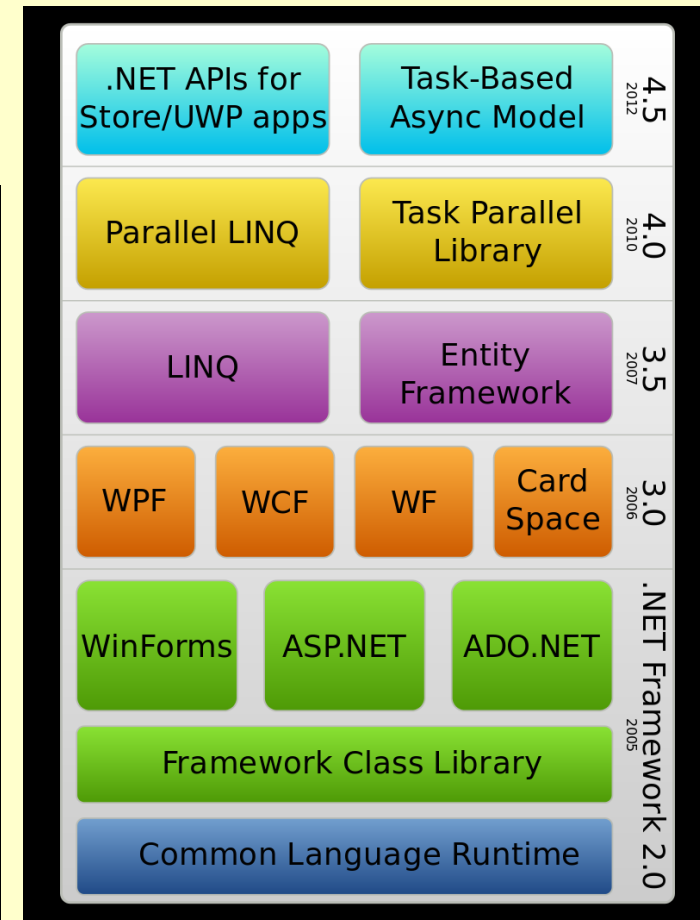 .NET APIs for
Store/UWP apps
Task-Based
Async Model
4.5
2012
Parallel LINQ
Task Parallel
Library
4.0
2010
LINQ
Entity
Framework
3.5
2007
WPF
WCF
WF
Card
Space
3.0
2006
WinForms
ASP.NET
ADO.NET
Framework Class Library
Common Language Runtime
.NET Framework 2.0
2005